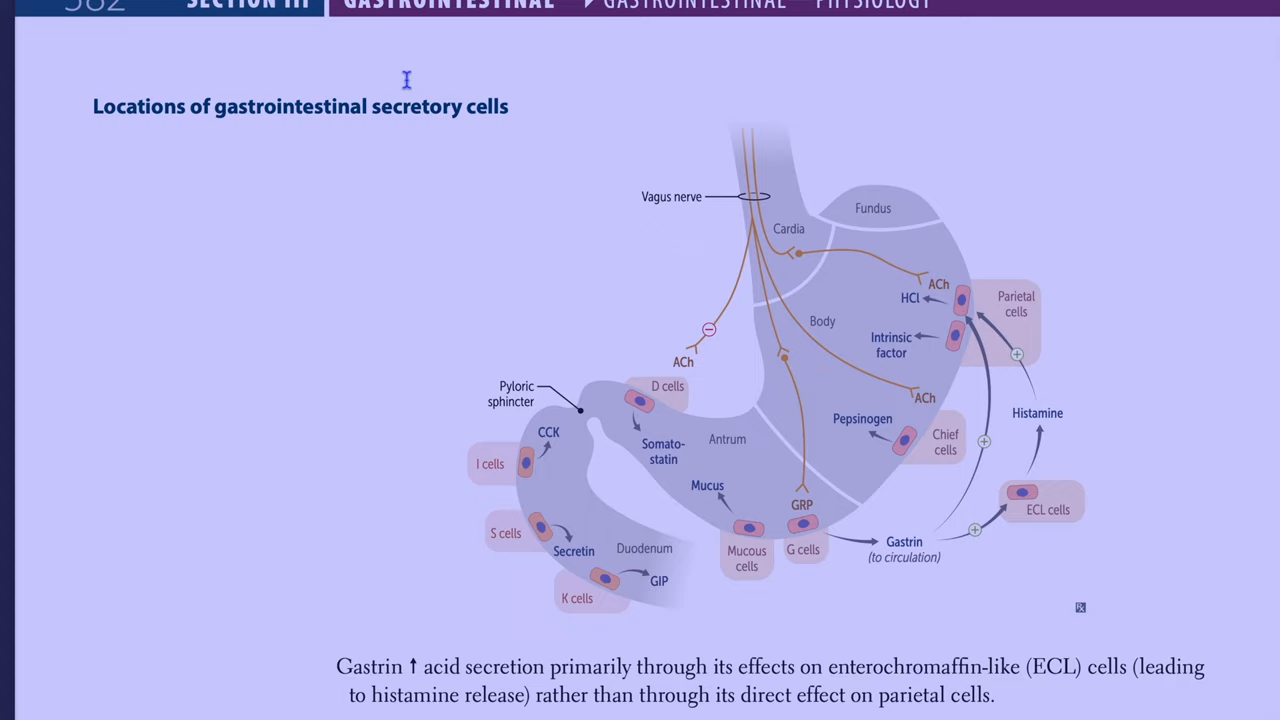 582 SECTION III GASTROINTESTINAL ▶ GASTROINTESTINAL—PHYSIOLOGY
Locations of gastrointestinal secretory cells
Vagus nerve
Fundus
Cardia
ACh
HCl
Parietal
cells
Body
Intrinsic
factor
ACh
D cells
Pyloric
sphincter
ACh
Histamine
Pepsinogen
CCK
Somato-
statin
Antrum
Chief
cells
I cells
Mucus
GRP
ECL cells
S cells
Secretin
Duodenum
Mucous
cells
G cells
Gastrin
(to circulation)
GIP
K cells
Gastrin ↑ acid secretion primarily through its effects on enterochromaffin-like (ECL) cells (leading
to histamine release) rather than through its direct effect on parietal cells.